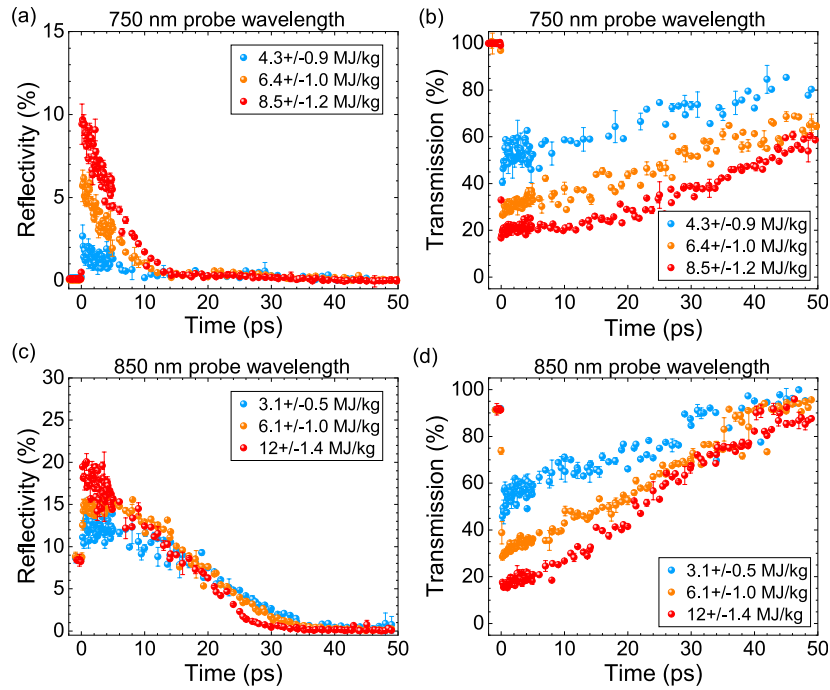 (a) 750 nm probe wavelength
Reflectivity (%)
15
10
5
0
4.3+/-0.9 MJ/kg
6.4+/-1.0 MJ/kg
8.5+/-1.2 MJ/kg
0 10 20 30 40 50
Time (ps)
(b) 750 nm probe wavelength
Transmission (%)
100
80
60
40
20
0
4.3+/-0.9 MJ/kg
6.4+/-1.0 MJ/kg
8.5+/-1.2 MJ/kg
0 10 20 30 40 50
Time (ps)
(c) 850 nm probe wavelength
Reflectivity (%)
30
25
20
15
10
5
0
3.1+/-0.5 MJ/kg
6.1+/-1.0 MJ/kg
12+/-1.4 MJ/kg
0 10 20 30 40 50
Time (ps)
(d) 850 nm probe wavelength
Transmission (%)
100
80
60
40
20
0
3.1+/-0.5 MJ/kg
6.1+/-1.0 MJ/kg
12+/-1.4 MJ/kg
0 10 20 30 40 50
Time (ps)